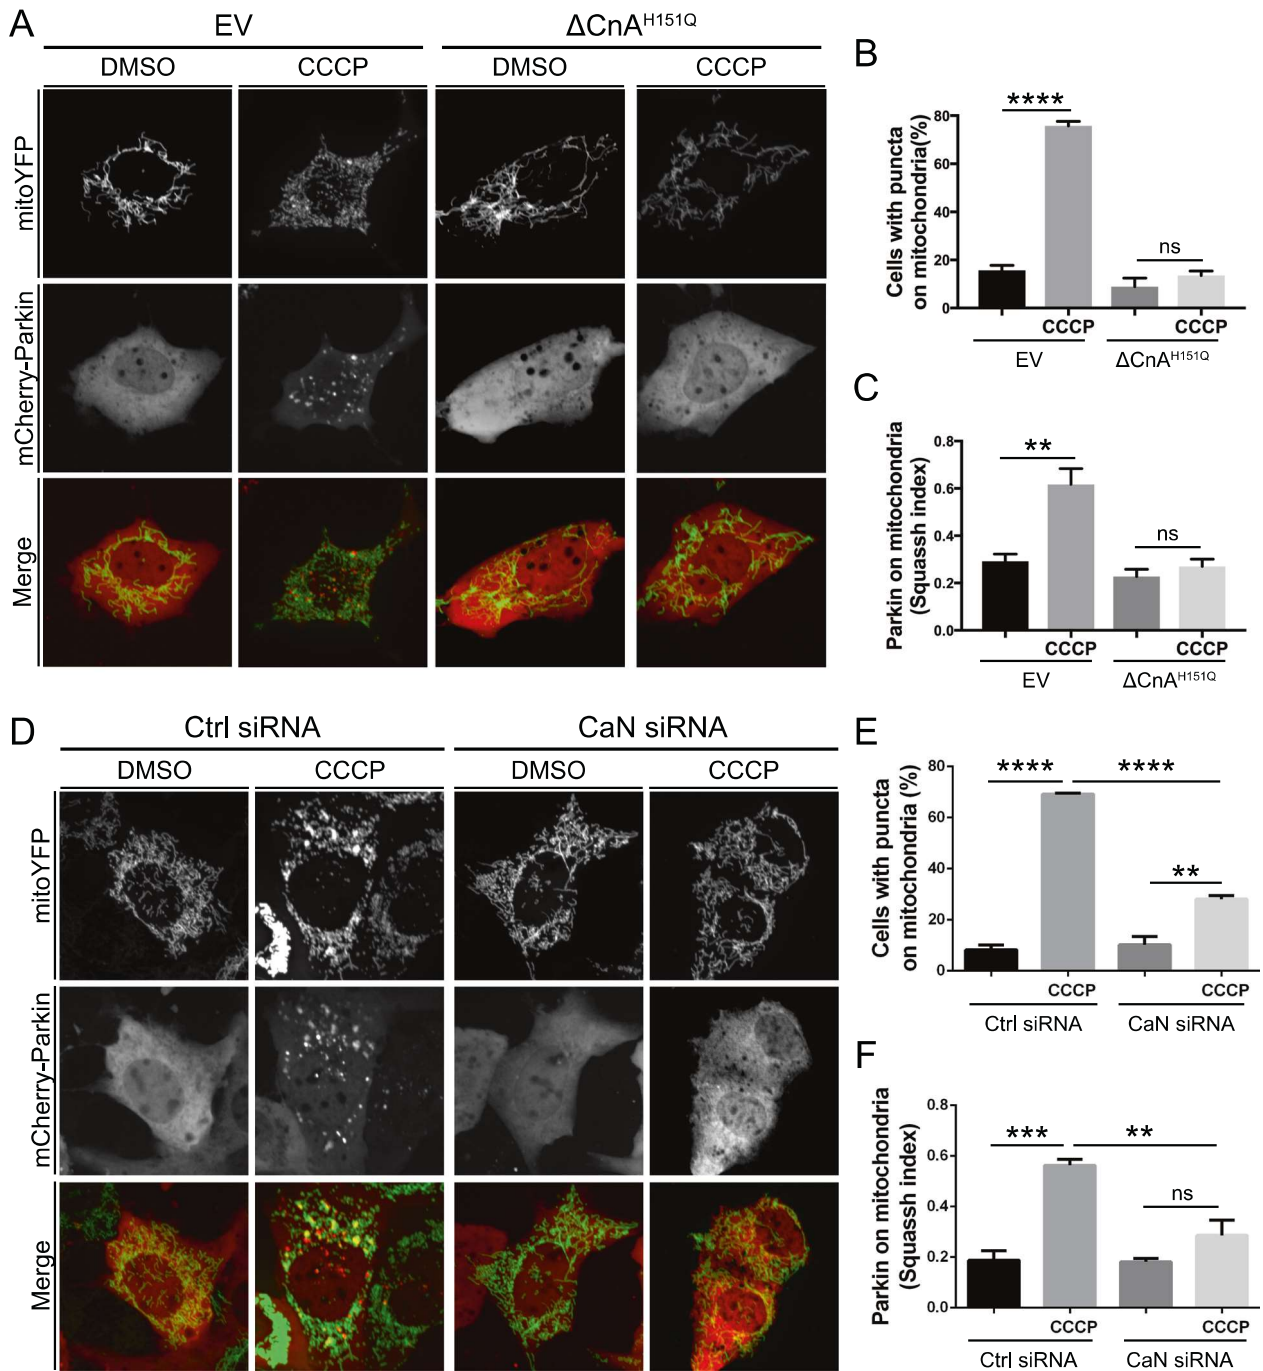 A
EV
ΔCnA^H151Q
DMSO
CCCP
DMSO
CCCP
mitoYFP
mCherry-Parkin
Merge
B
Cells with puncta
on mitochondria(%)
80
60
40
20
0
****
ns
CCCP
CCCP
EV
ΔCnA^H151Q
C
Parkin on mitochondria
(Squassh index)
0.8
0.6
0.4
0.2
0.0
**
ns
CCCP
CCCP
EV
ΔCnA^H151Q
D
Ctrl siRNA
CaN siRNA
DMSO
CCCP
DMSO
CCCP
mitoYFP
mCherry-Parkin
Merge
E
Cells with puncta
on mitochondria (%)
80
60
40
20
0
****
****
**
CCCP
CCCP
Ctrl siRNA
CaN siRNA
F
Parkin on mitochondria
(Squassh index)
0.8
0.6
0.4
0.2
0.0
***
**
ns
CCCP
CCCP
Ctrl siRNA
CaN siRNA